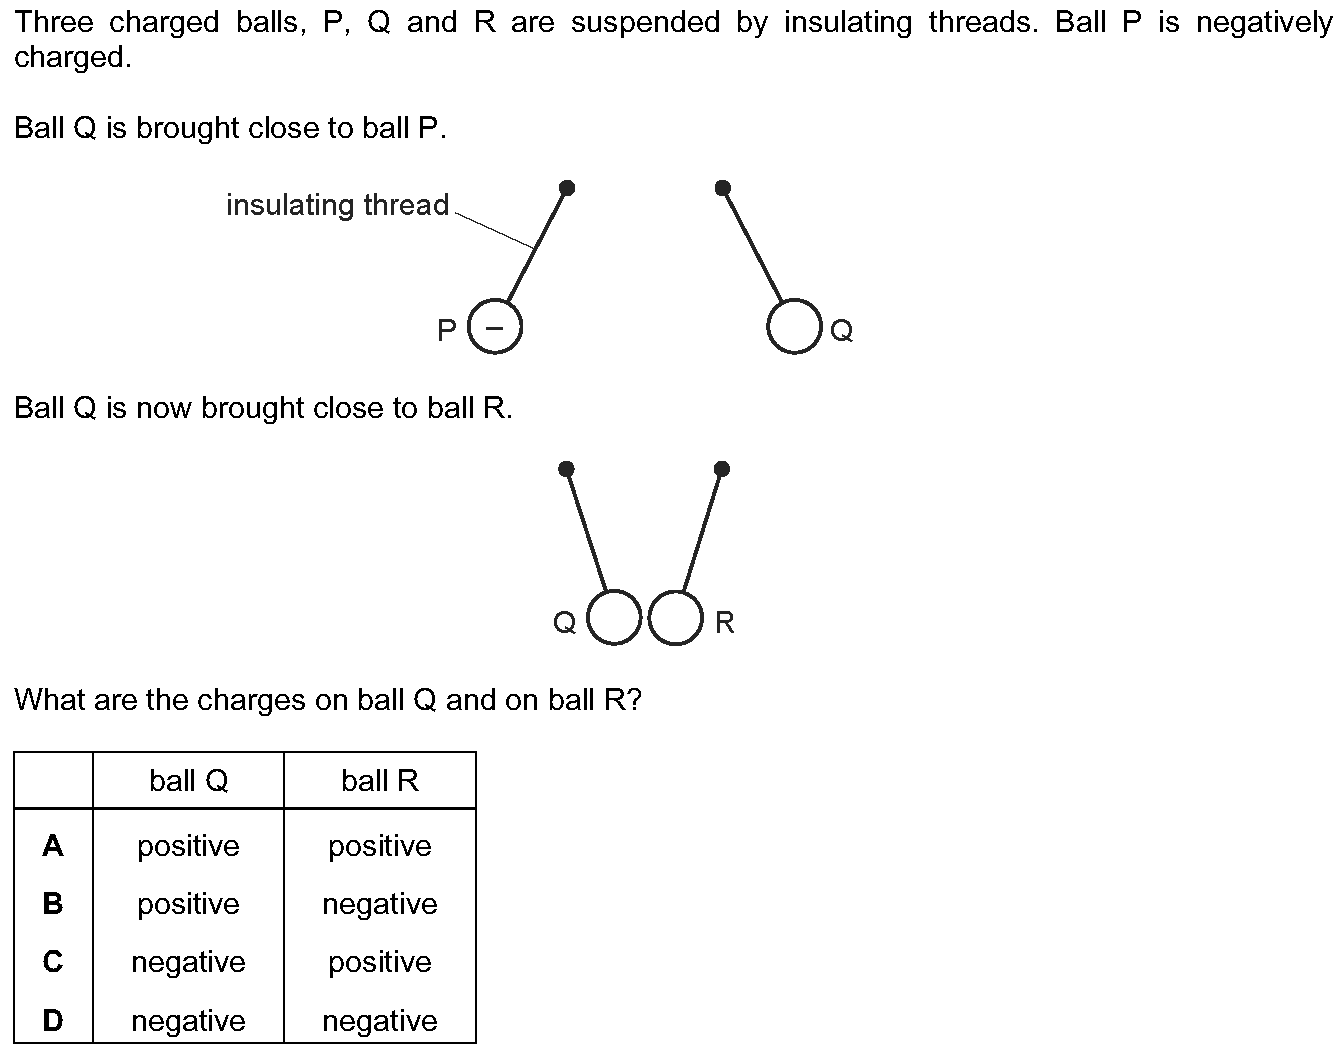 Three charged balls, P, Q and R are suspended by insulating threads. Ball P is negatively
charged.
Ball Q is brought close to ball P.
insulating thread
P – Q
Ball Q is now brought close to ball R.
Q R
What are the charges on ball Q and on ball R?
ball Q ball R
A positive positive
B positive negative
C negative positive
D negative negative